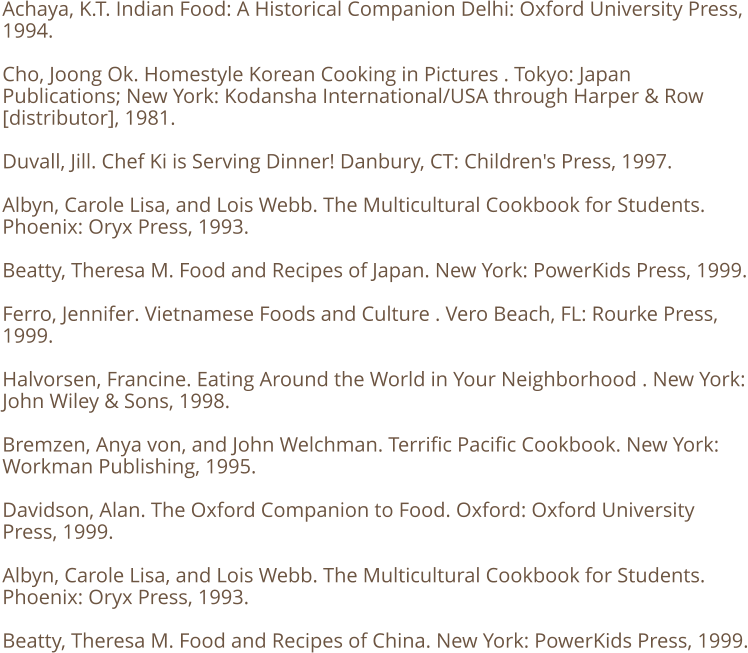 Achaya, K.T. Indian Food: A Historical Companion Delhi: Oxford University Press,
1994.
Cho, Joong Ok. Homestyle Korean Cooking in Pictures . Tokyo: Japan
Publications; New York: Kodansha International/USA through Harper & Row
[distributor], 1981.
Duvall, Jill. Chef Ki is Serving Dinner! Danbury, CT: Children's Press, 1997.
Albyn, Carole Lisa, and Lois Webb. The Multicultural Cookbook for Students.
Phoenix: Oryx Press, 1993.
Beatty, Theresa M. Food and Recipes of Japan. New York: PowerKids Press, 1999.
Ferro, Jennifer. Vietnamese Foods and Culture . Vero Beach, FL: Rourke Press,
1999.
Halvorsen, Francine. Eating Around the World in Your Neighborhood . New York:
John Wiley & Sons, 1998.
Bremzen, Anya von, and John Welchman. Terrific Pacific Cookbook. New York:
Workman Publishing, 1995.
Davidson, Alan. The Oxford Companion to Food. Oxford: Oxford University
Press, 1999.
Albyn, Carole Lisa, and Lois Webb. The Multicultural Cookbook for Students.
Phoenix: Oryx Press, 1993.
Beatty, Theresa M. Food and Recipes of China. New York: PowerKids Press, 1999.